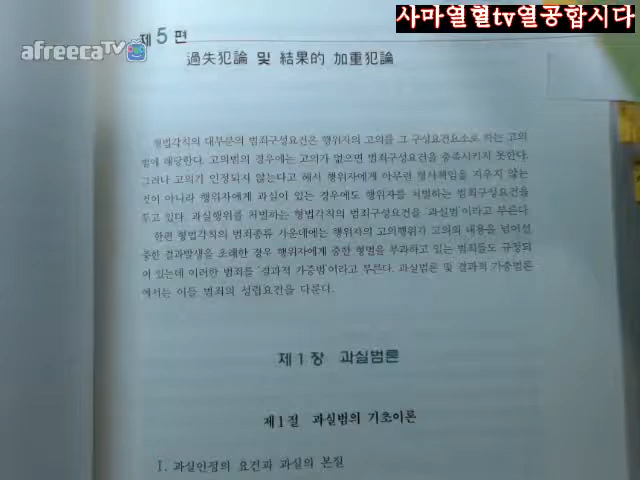 사마열혈tv열공합시다
afreecaTV
제5편
過失犯論 및 結果的 加重犯論
형법각칙의 대부분의 범죄구성요건은 행위자의 고의를 그 구성요건요소로 하는 고의
범에 해당한다. 고의범의 경우에는 고의가 없으면 범죄구성요건을 충족시키지 못한다.
그러나 고의가 인정되지 않는다고 해서 행위자에게 아무런 형사책임을 지우지 않는
것이 아니라 행위자에게 과실이 있는 경우에도 행위자를 처벌하는 범죄구성요건을
두고 있다. 과실행위를 처벌하는 형법각칙의 범죄구성요건을 '과실범'이라고 부른다
한편 형법각칙의 범죄종류 가운데에는 행위자의 고의행위가 고의의 내용을 넘어선
중한 결과발생을 초래한 경우 행위자에게 중한 형벌을 부과하고 있는 범죄들도 규정되
어 있는데 이러한 범죄를 '결과적 가중범'이라고 부른다. 과실범론 및 결과적 가중범론
에서는 이들 범죄의 성립요건을 다룬다.
제1장 과실범론
제1절 과실범의 기초이론
I. 과실인정의 요건과 과실의 본질